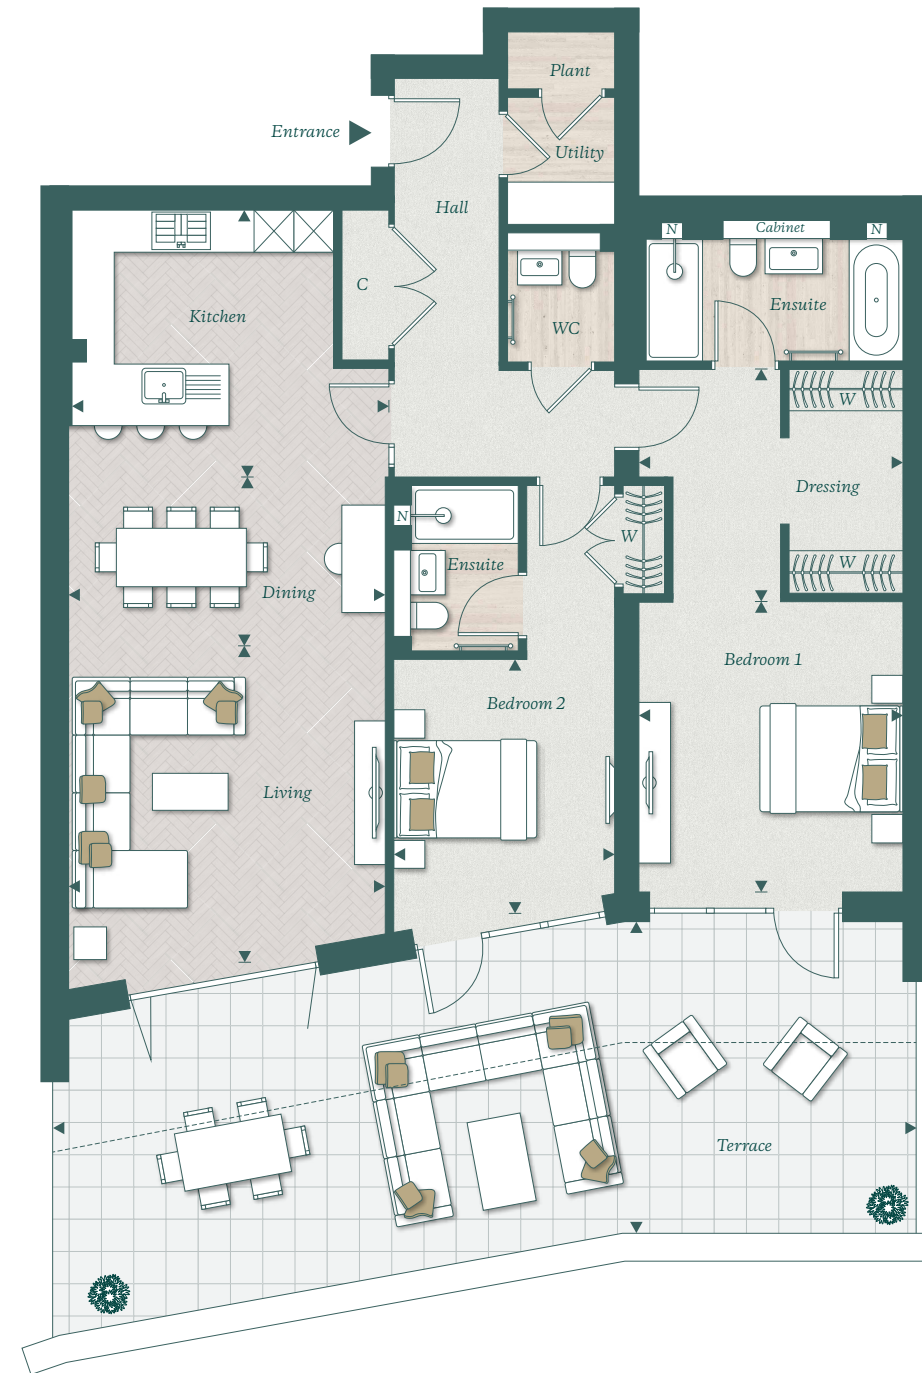 Plant
Entrance
Utility
Hall
N
Cabinet
N
C
Ensuite
Kitchen
WC
W
Dressing
N
W
Ensuite
W
Dining
Bedroom 1
Bedroom 2
Living
Terrace